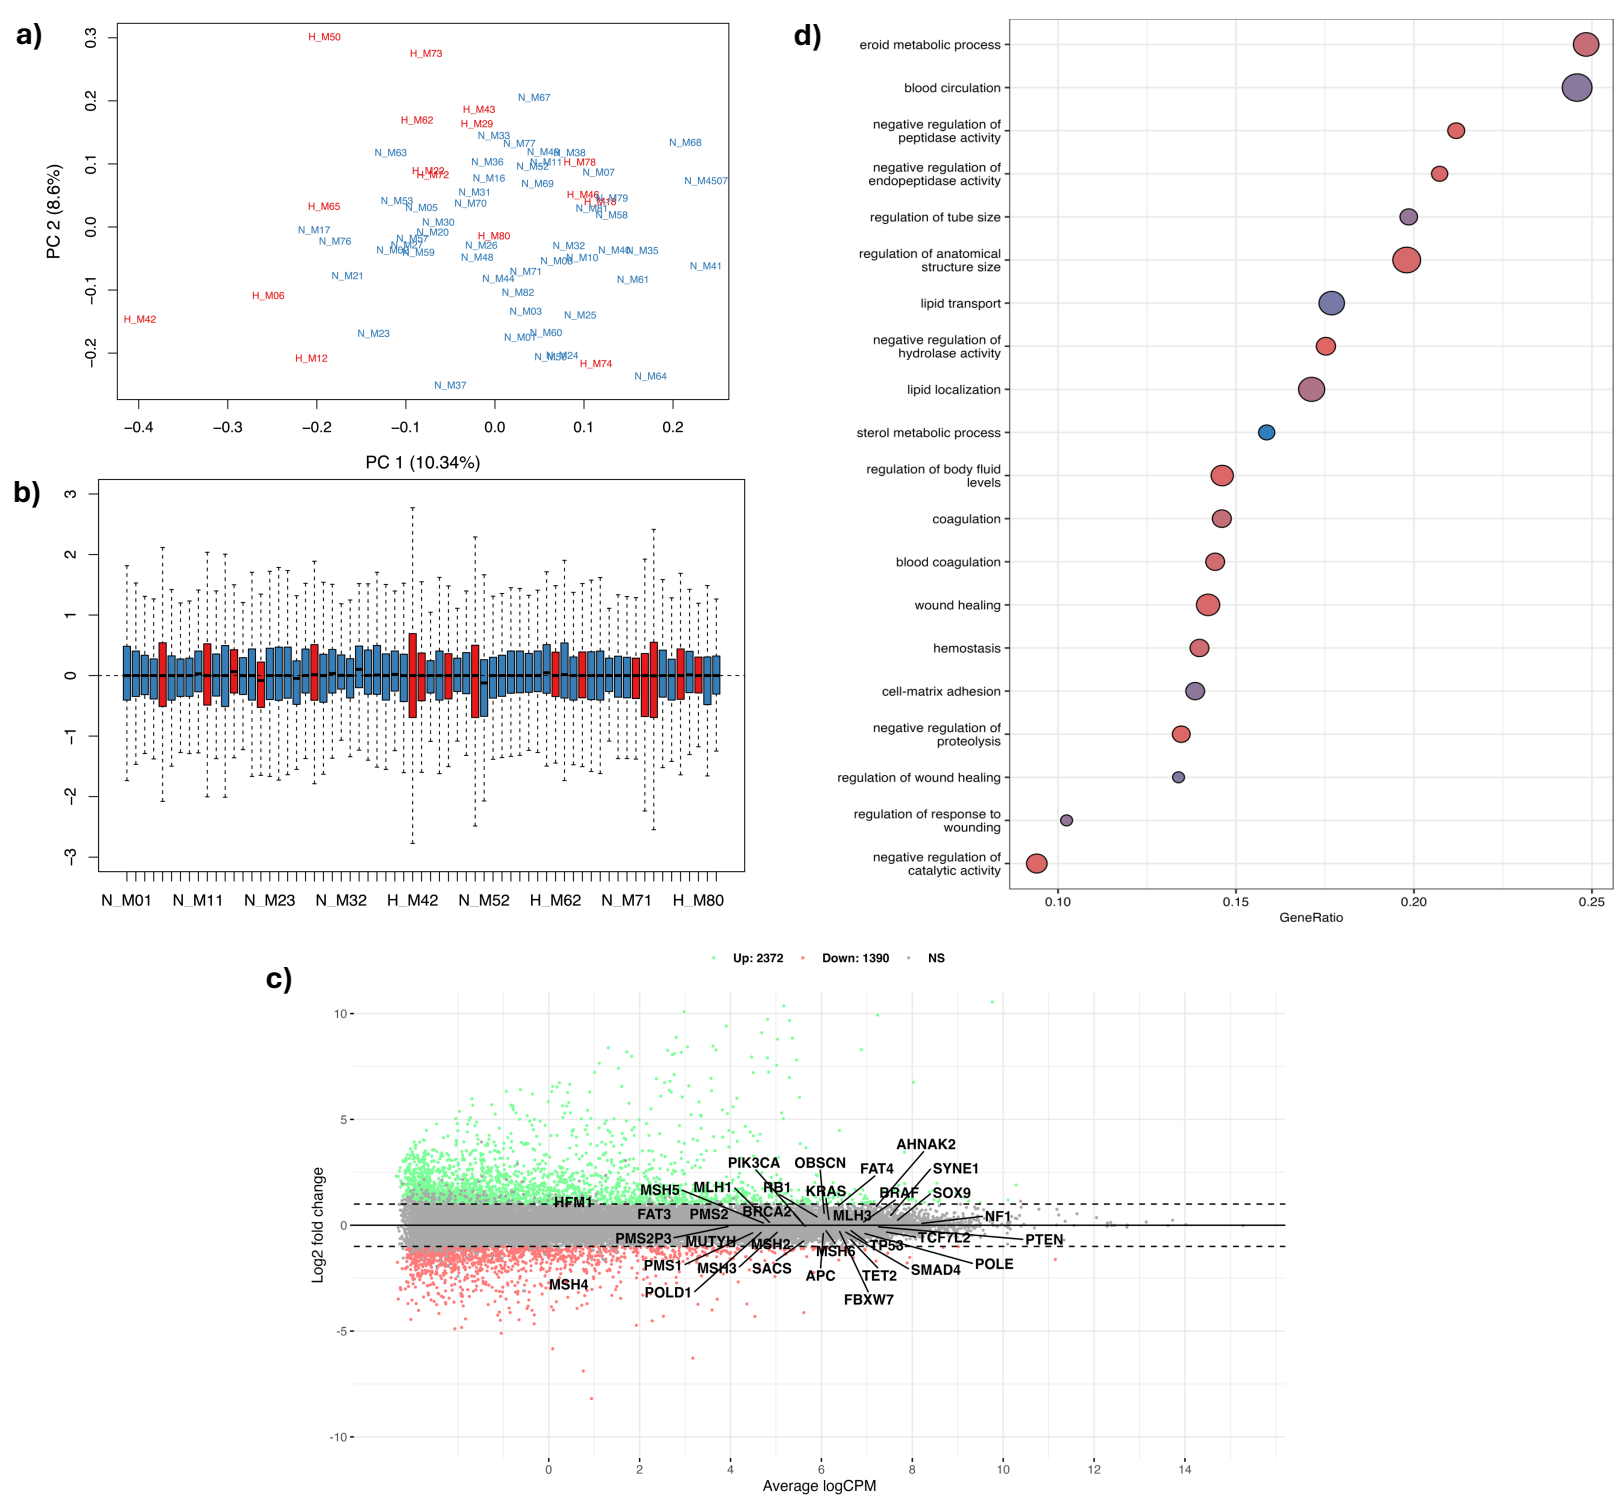 a)
0.3
0.2
0.1
0.0
−0.1
−0.2
PC 2 (8.6%)
H_M50
H_M73
N_M67
H_M43
H_M62
H_M29
N_M33
N_M77
N_M68
N_M63
N_M38
N_M36
N_M11
H_M78
N_M52
N_M07
H_M72
N_M16
N_M69
N_M4507
N_M31
H_M46
N_M79
N_M53
N_M70
H_M18
H_M65
N_M05
N_M81
N_M58
N_M30
N_M17
N_M20
H_M80
N_M57
N_M76
N_M27
N_M26
N_M32
N_M59
N_M35
N_M48
N_M10
N_M41
N_M71
N_M21
N_M44
N_M61
H_M06
N_M82
N_M03
N_M25
H_M42
N_M23
N_M60
N_M24
H_M12
H_M74
N_M64
N_M37
−0.4
−0.3
−0.2
−0.1
0.0
0.1
0.2
PC 1 (10.34%)
b)
3
2
1
0
−1
−2
−3
N_M01
N_M11
N_M23
N_M32
H_M42
N_M52
H_M62
N_M71
H_M80
d)
eroid metabolic process
blood circulation
negative regulation of
peptidase activity
negative regulation of
endopeptidase activity
regulation of tube size
regulation of anatomical
structure size
lipid transport
negative regulation of
hydrolase activity
lipid localization
sterol metabolic process
regulation of body fluid
levels
coagulation
blood coagulation
wound healing
hemostasis
cell-matrix adhesion
negative regulation of
proteolysis
regulation of wound healing
regulation of response to
wounding
negative regulation of
catalytic activity
0.10
0.15
0.20
0.25
GeneRatio
c)
Up: 2372
Down: 1390
NS
10
5
0
-5
-10
Log2 fold change
AHNAK2
PIK3CA
OBSCN
FAT4
SYNE1
MSH5
MLH1
RB1
KRAS
BRAF
SOX9
HFM1
FAT3
PMS2
BRCA2
MLH3
NF1
PMS2P3
MUTYH
MSH2
MSH6
TP53
TCF7L2
PTEN
PMS1
MSH3
SACS
APC
TET2
SMAD4
POLE
MSH4
POLD1
FBXW7
0
2
4
6
8
10
12
14
Average logCPM